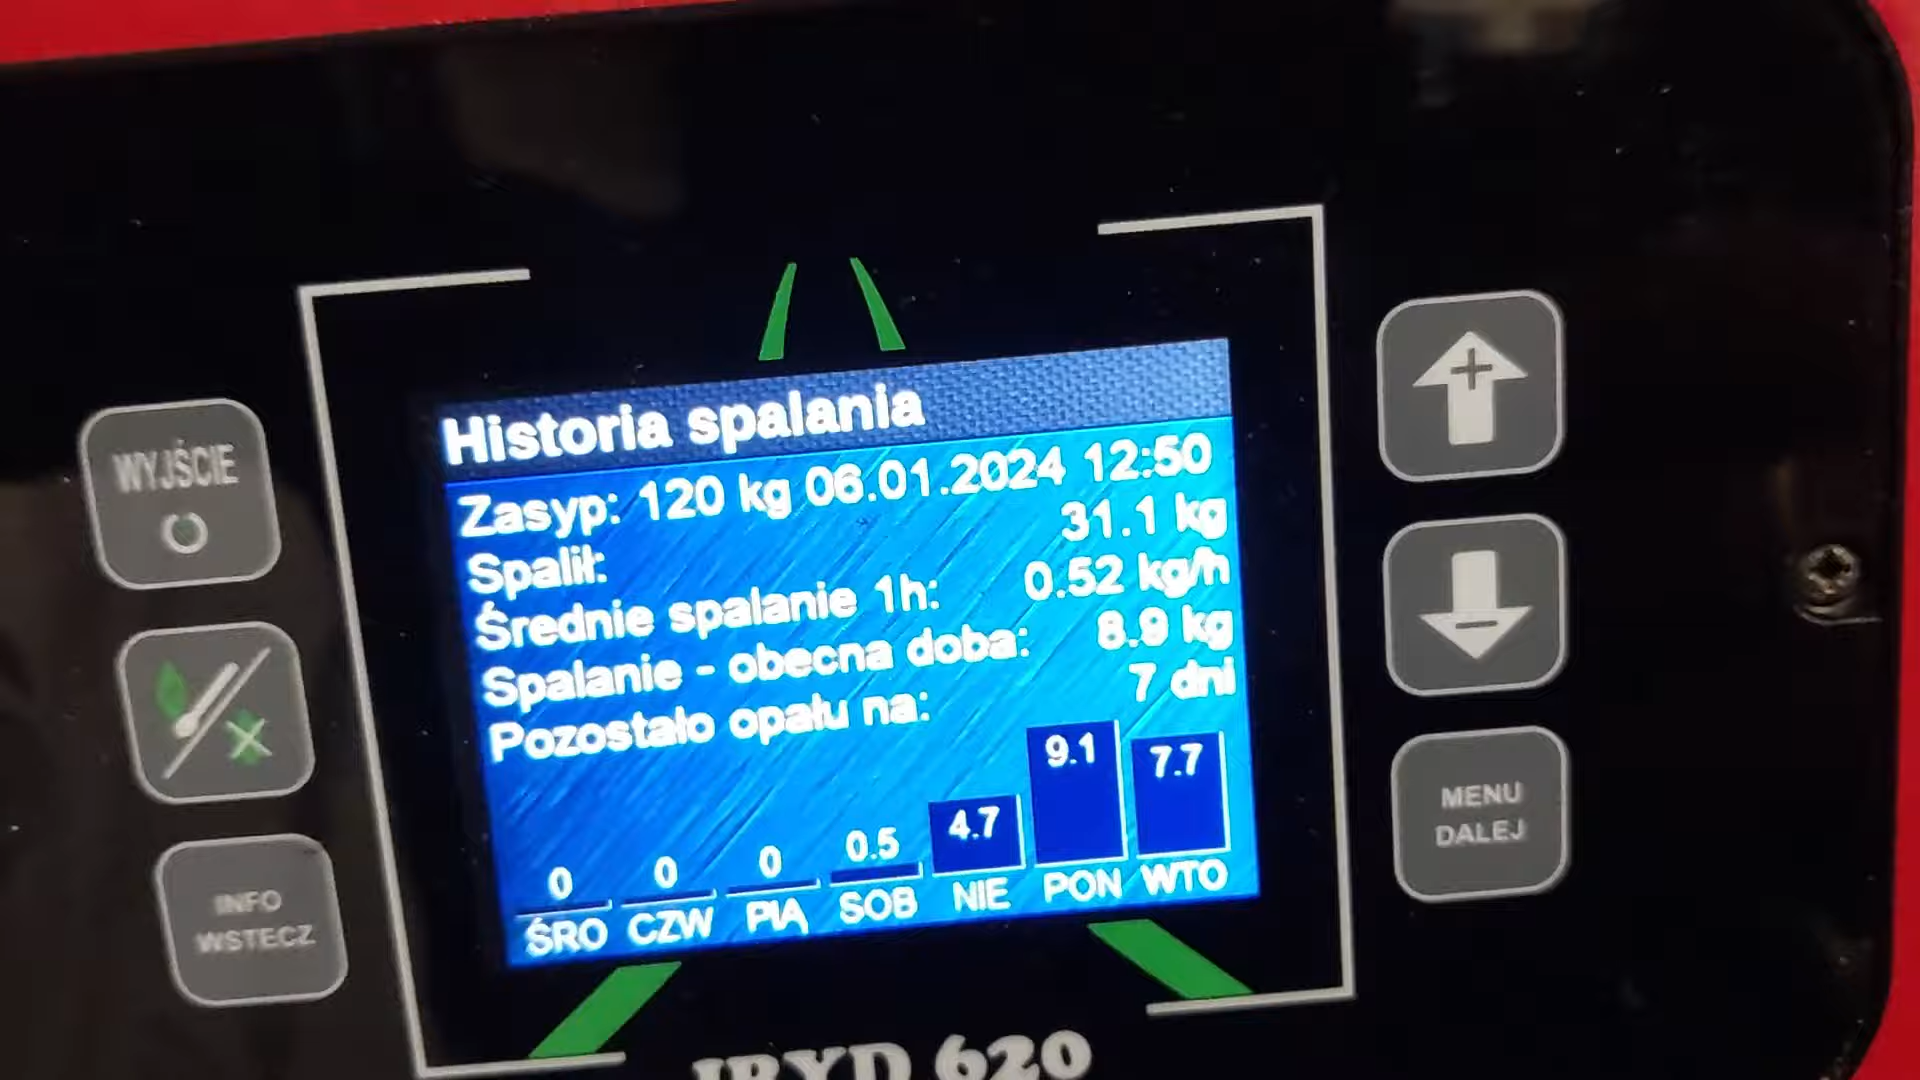 Historia spalania
Zasyp: 120 kg 06.01.2024 12:50
Spalił: 31.1 kg
Średnie spalanie 1h: 0.52 kg/h
Spalanie - obecna doba: 8.9 kg
Pozostało opału na: 7 dni
0 0 0 0.5 4.7 9.1 7.7
ŚRO CZW PIĄ SOB NIE PON WTO
WYJŚCIE
INFO
WSTECZ
MENU
DALEJ
IRYD 620